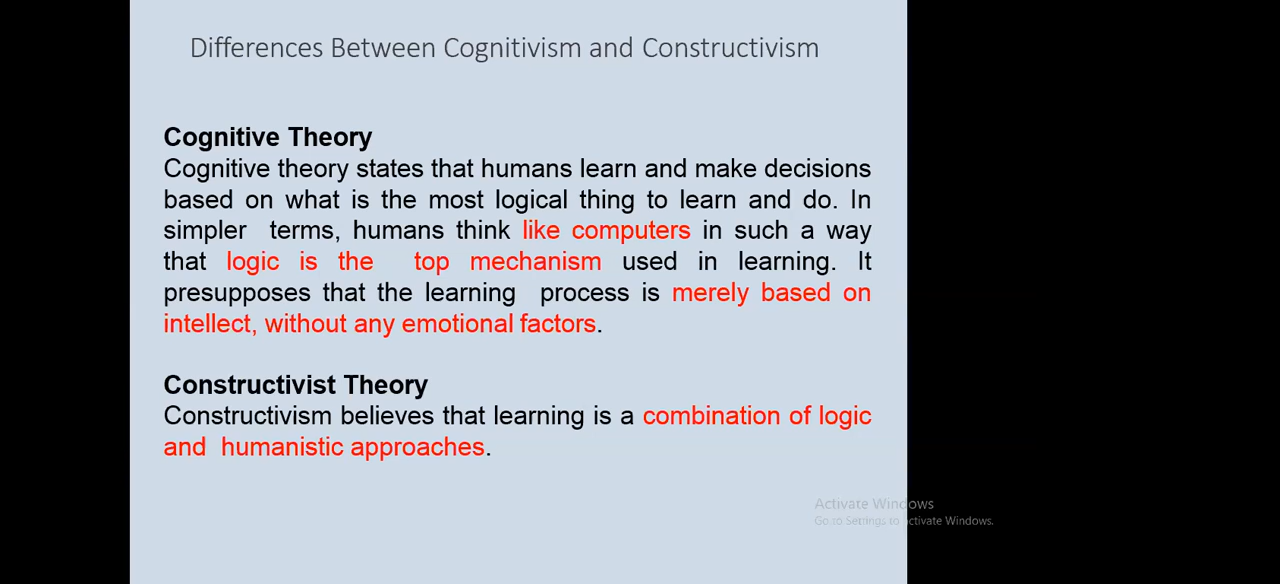 Differences Between Cognitivism and Constructivism
Cognitive Theory
Cognitive theory states that humans learn and make decisions
based on what is the most logical thing to learn and do. In
simpler terms, humans think like computers in such a way
that logic is the top mechanism used in learning. It
presupposes that the learning process is merely based on
intellect, without any emotional factors.
Constructivist Theory
Constructivism believes that learning is a combination of logic
and humanistic approaches.
Activate Windows
Go to Settings to activate Windows.